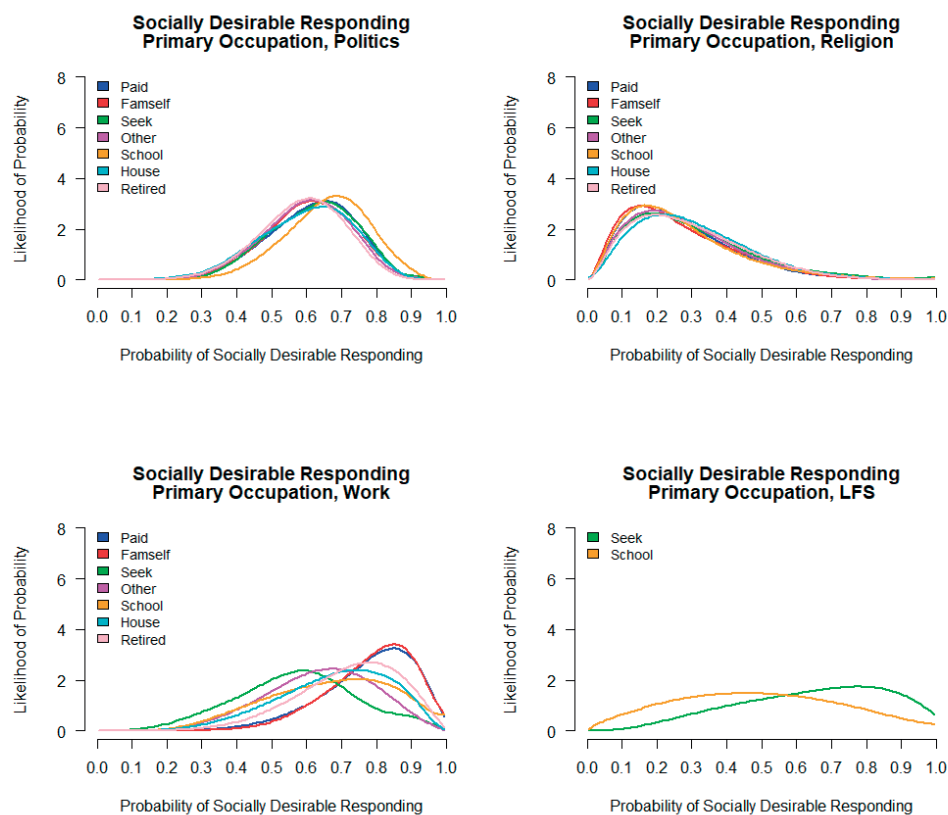 Socially Desirable Responding
Primary Occupation, Politics
Likelihood of Probability
8
6
4
2
0
Paid
Famself
Seek
Other
School
House
Retired
0.0 0.1 0.2 0.3 0.4 0.5 0.6 0.7 0.8 0.9 1.0
Probability of Socially Desirable Responding
Socially Desirable Responding
Primary Occupation, Religion
Likelihood of Probability
8
6
4
2
0
Paid
Famself
Seek
Other
School
House
Retired
0.0 0.1 0.2 0.3 0.4 0.5 0.6 0.7 0.8 0.9 1.0
Probability of Socially Desirable Responding
Socially Desirable Responding
Primary Occupation, Work
Likelihood of Probability
8
6
4
2
0
Paid
Famself
Seek
Other
School
House
Retired
0.0 0.1 0.2 0.3 0.4 0.5 0.6 0.7 0.8 0.9 1.0
Probability of Socially Desirable Responding
Socially Desirable Responding
Primary Occupation, LFS
Likelihood of Probability
8
6
4
2
0
Seek
School
0.0 0.1 0.2 0.3 0.4 0.5 0.6 0.7 0.8 0.9 1.0
Probability of Socially Desirable Responding